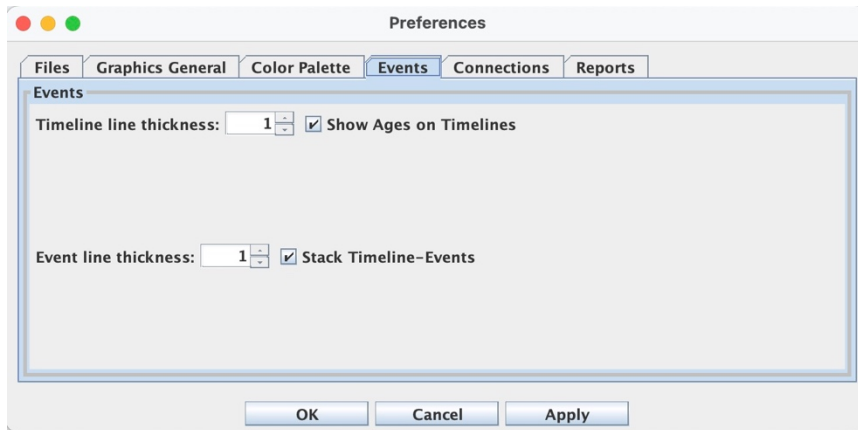 Preferences
Files Graphics General Color Palette Events Connections Reports
Events
Timeline line thickness: 1 Show Ages on Timelines
Event line thickness: 1 Stack Timeline-Events
OK Cancel Apply